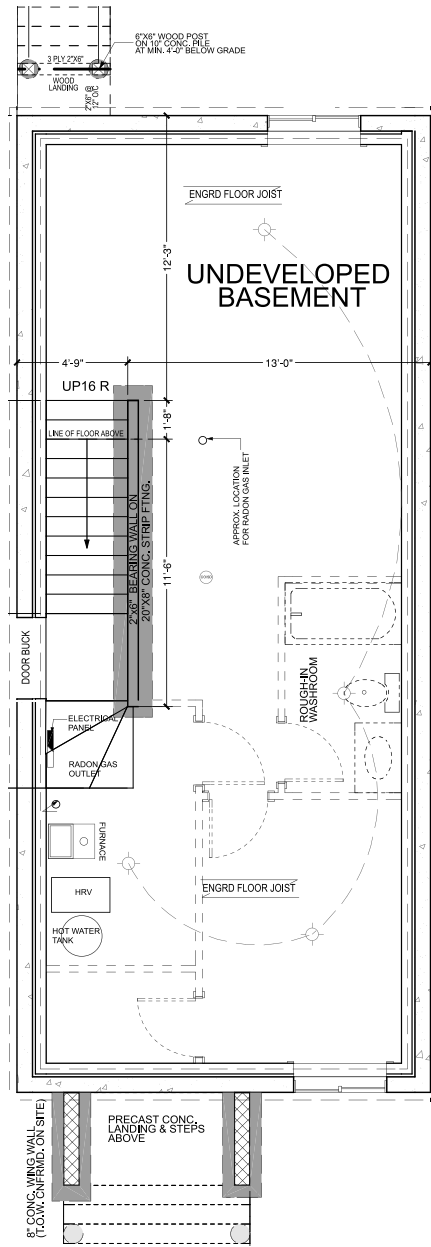 6"X6" WOOD POST
ON 10" CONC. PILE
AT MIN. 4'-0" BELOW GRADE
3 PLY 2"X6"
WOOD
LANDING
2"X6" @
12" O/C
ENGRD FLOOR JOIST
12'-3"
UNDEVELOPED
BASEMENT
4'-9"
13'-0"
UP16 R
1'-8"
LINE OF FLOOR ABOVE
APPROX. LOCATION
FOR RADON GAS INLET
2"X6" BEARING WALL ON
20"X8" CONC. STRIP FTNG.
11'-6"
DOOR BUCK
ROUGH-IN
WASHROOM
ELECTRICAL
PANEL
RADON GAS
OUTLET
FURNACE
HRV
ENGRD FLOOR JOIST
HOT WATER
TANK
8" CONC. WING WALL
(T.O.W. CNFRMD. ON SITE)
PRECAST CONC.
LANDING & STEPS
ABOVE